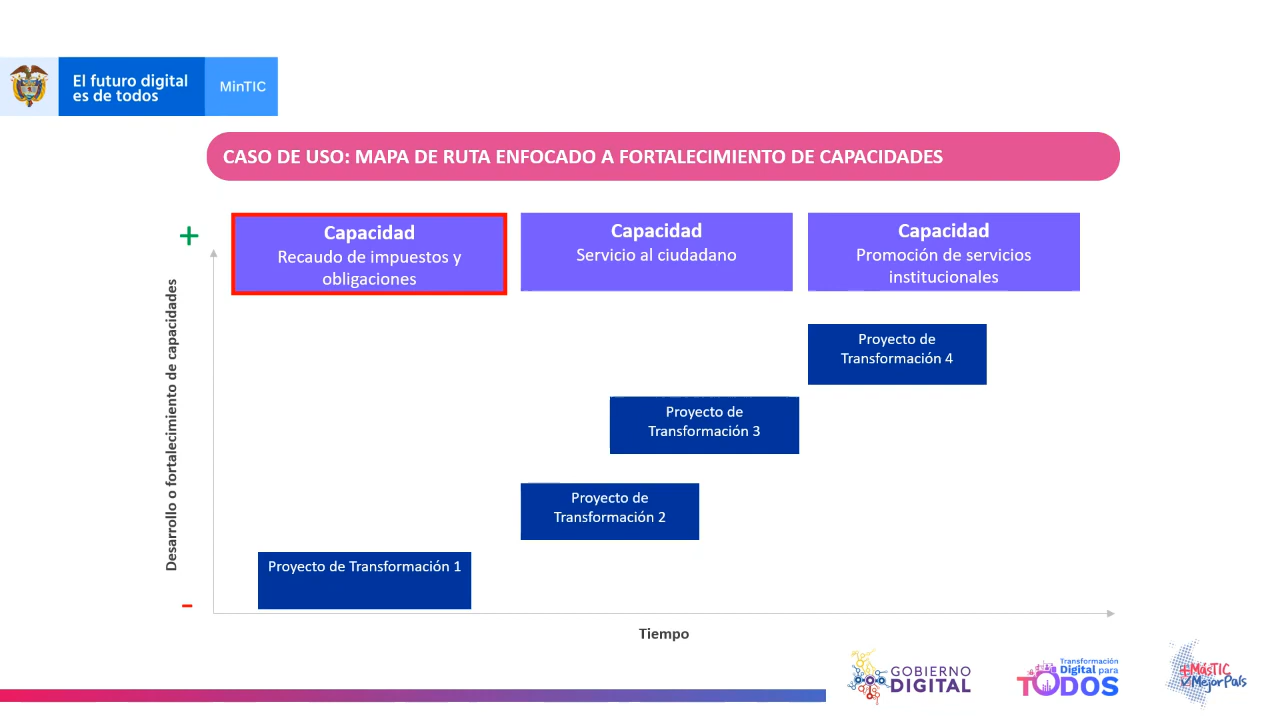 El futuro digital
es de todos
MinTIC
CASO DE USO: MAPA DE RUTA ENFOCADO A FORTALECIMIENTO DE CAPACIDADES
+
Capacidad
Recaudo de impuestos y
obligaciones
Capacidad
Servicio al ciudadano
Capacidad
Promoción de servicios
institucionales
Desarrollo o fortalecimiento de capacidades
Proyecto de
Transformación 4
Proyecto de
Transformación 3
Proyecto de
Transformación 2
Proyecto de Transformación 1
-
Tiempo
GOBIERNO
DIGITAL
Transformación
Digital para
TODOS
+MásTIC
MejorPaís